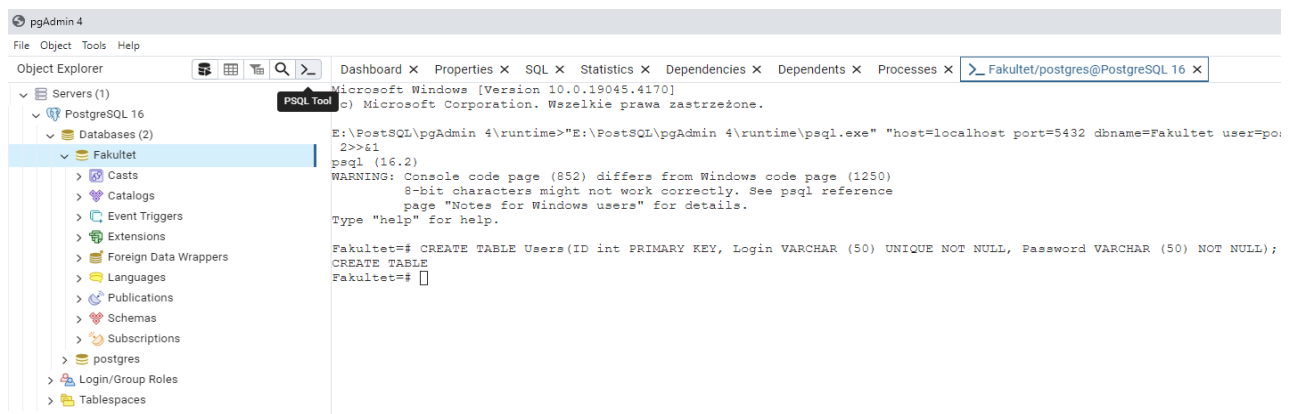 pgAdmin 4
File Object Tools Help
Object Explorer
Dashboard Properties SQL Statistics Dependencies Dependents Processes Fakultet/postgres@PostgreSQL 16
PSQL Tool
Servers (1)
PostgreSQL 16
Databases (2)
Fakultet
Casts
Catalogs
Event Triggers
Extensions
Foreign Data Wrappers
Languages
Publications
Schemas
Subscriptions
postgres
Login/Group Roles
Tablespaces
Microsoft Windows [Version 10.0.19045.4170]
c) Microsoft Corporation. Wszelkie prawa zastrzeżone.
E:\PostSQL\pgAdmin 4\runtime>"E:\PostSQL\pgAdmin 4\runtime\psql.exe" "host=localhost port=5432 dbname=Fakultet user=pos
2>>&1
psql (16.2)
WARNING: Console code page (852) differs from Windows code page (1250)
8-bit characters might not work correctly. See psql reference
page "Notes for Windows users" for details.
Type "help" for help.
Fakultet=# CREATE TABLE Users(ID int PRIMARY KEY, Login VARCHAR (50) UNIQUE NOT NULL, Password VARCHAR (50) NOT NULL);
CREATE TABLE
Fakultet=#